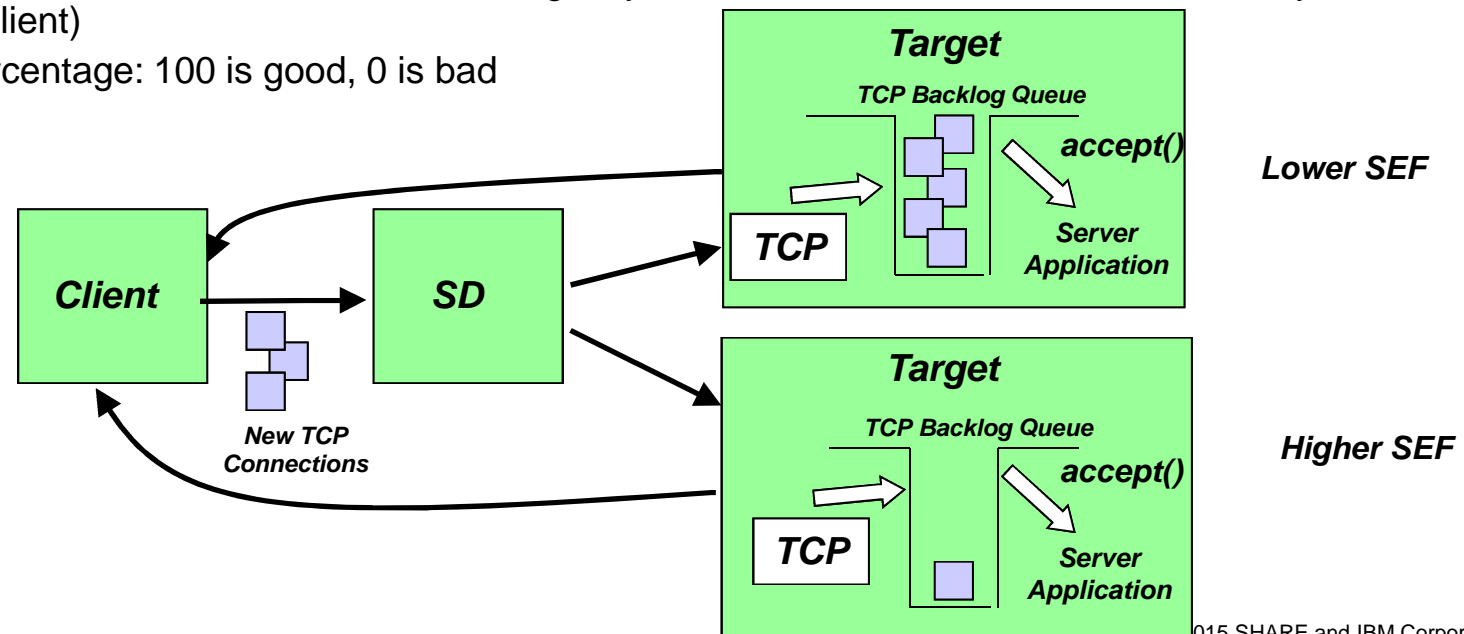 lient)
rcentage: 100 is good, 0 is bad
Target
TCP Backlog Queue
accept()
Lower SEF
TCP
Server
Application
Client
SD
New TCP
Connections
Target
TCP Backlog Queue
accept()
Higher SEF
TCP
Server
Application
015 SHARE and IBM Corpor